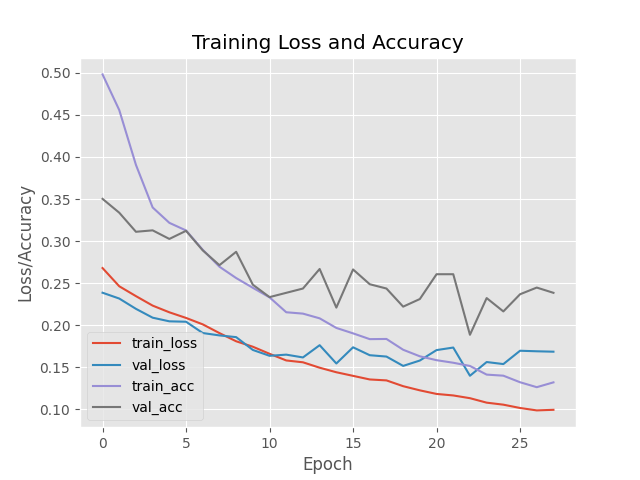 Training Loss and Accuracy
Loss/Accuracy
0.50
0.45
0.40
0.35
0.30
0.25
0.20
0.15
0.10
train_loss
val_loss
train_acc
val_acc
0 5 10 15 20 25
Epoch